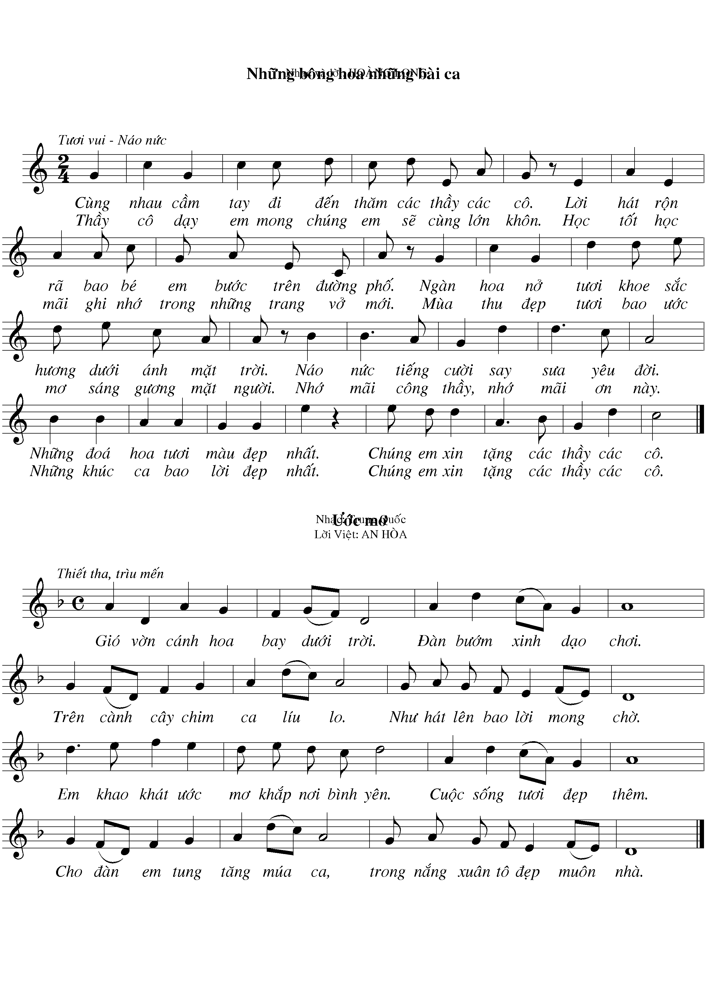 Những bông hoa những bài ca
Nhạc và lời: HOÀNG LONG
Tươi vui - Náo nức
Cùng nhau cầm tay đi đến thăm các thầy các cô. Lời hát rộn
Thầy cô dạy em mong chúng em sẽ cùng lớn khôn. Học tốt học
rã bao bé em bước trên đường phố. Ngàn hoa nở tươi khoe sắc
mãi ghi nhớ trong những trang vở mới. Mùa thu đẹp tươi bao ước
hương dưới ánh mặt trời. Náo nức tiếng cười say sưa yêu đời.
mơ sáng gương mặt người. Nhớ mãi công thầy, nhớ mãi ơn này.
Những đoá hoa tươi màu đẹp nhất. Chúng em xin tặng các thầy các cô.
Những khúc ca bao lời đẹp nhất. Chúng em xin tặng các thầy các cô.
Ước mơ
Nhạc: Trung Quốc
Lời Việt: AN HÒA
Thiết tha, trìu mến
Gió vờn cánh hoa bay dưới trời. Đàn bướm xinh dạo chơi.
Trên cành cây chim ca líu lo. Như hát lên bao lời mong chờ.
Em khao khát ước mơ khắp nơi bình yên. Cuộc sống tươi đẹp thêm.
Cho đàn em tung tăng múa ca, trong nắng xuân tô đẹp muôn nhà.